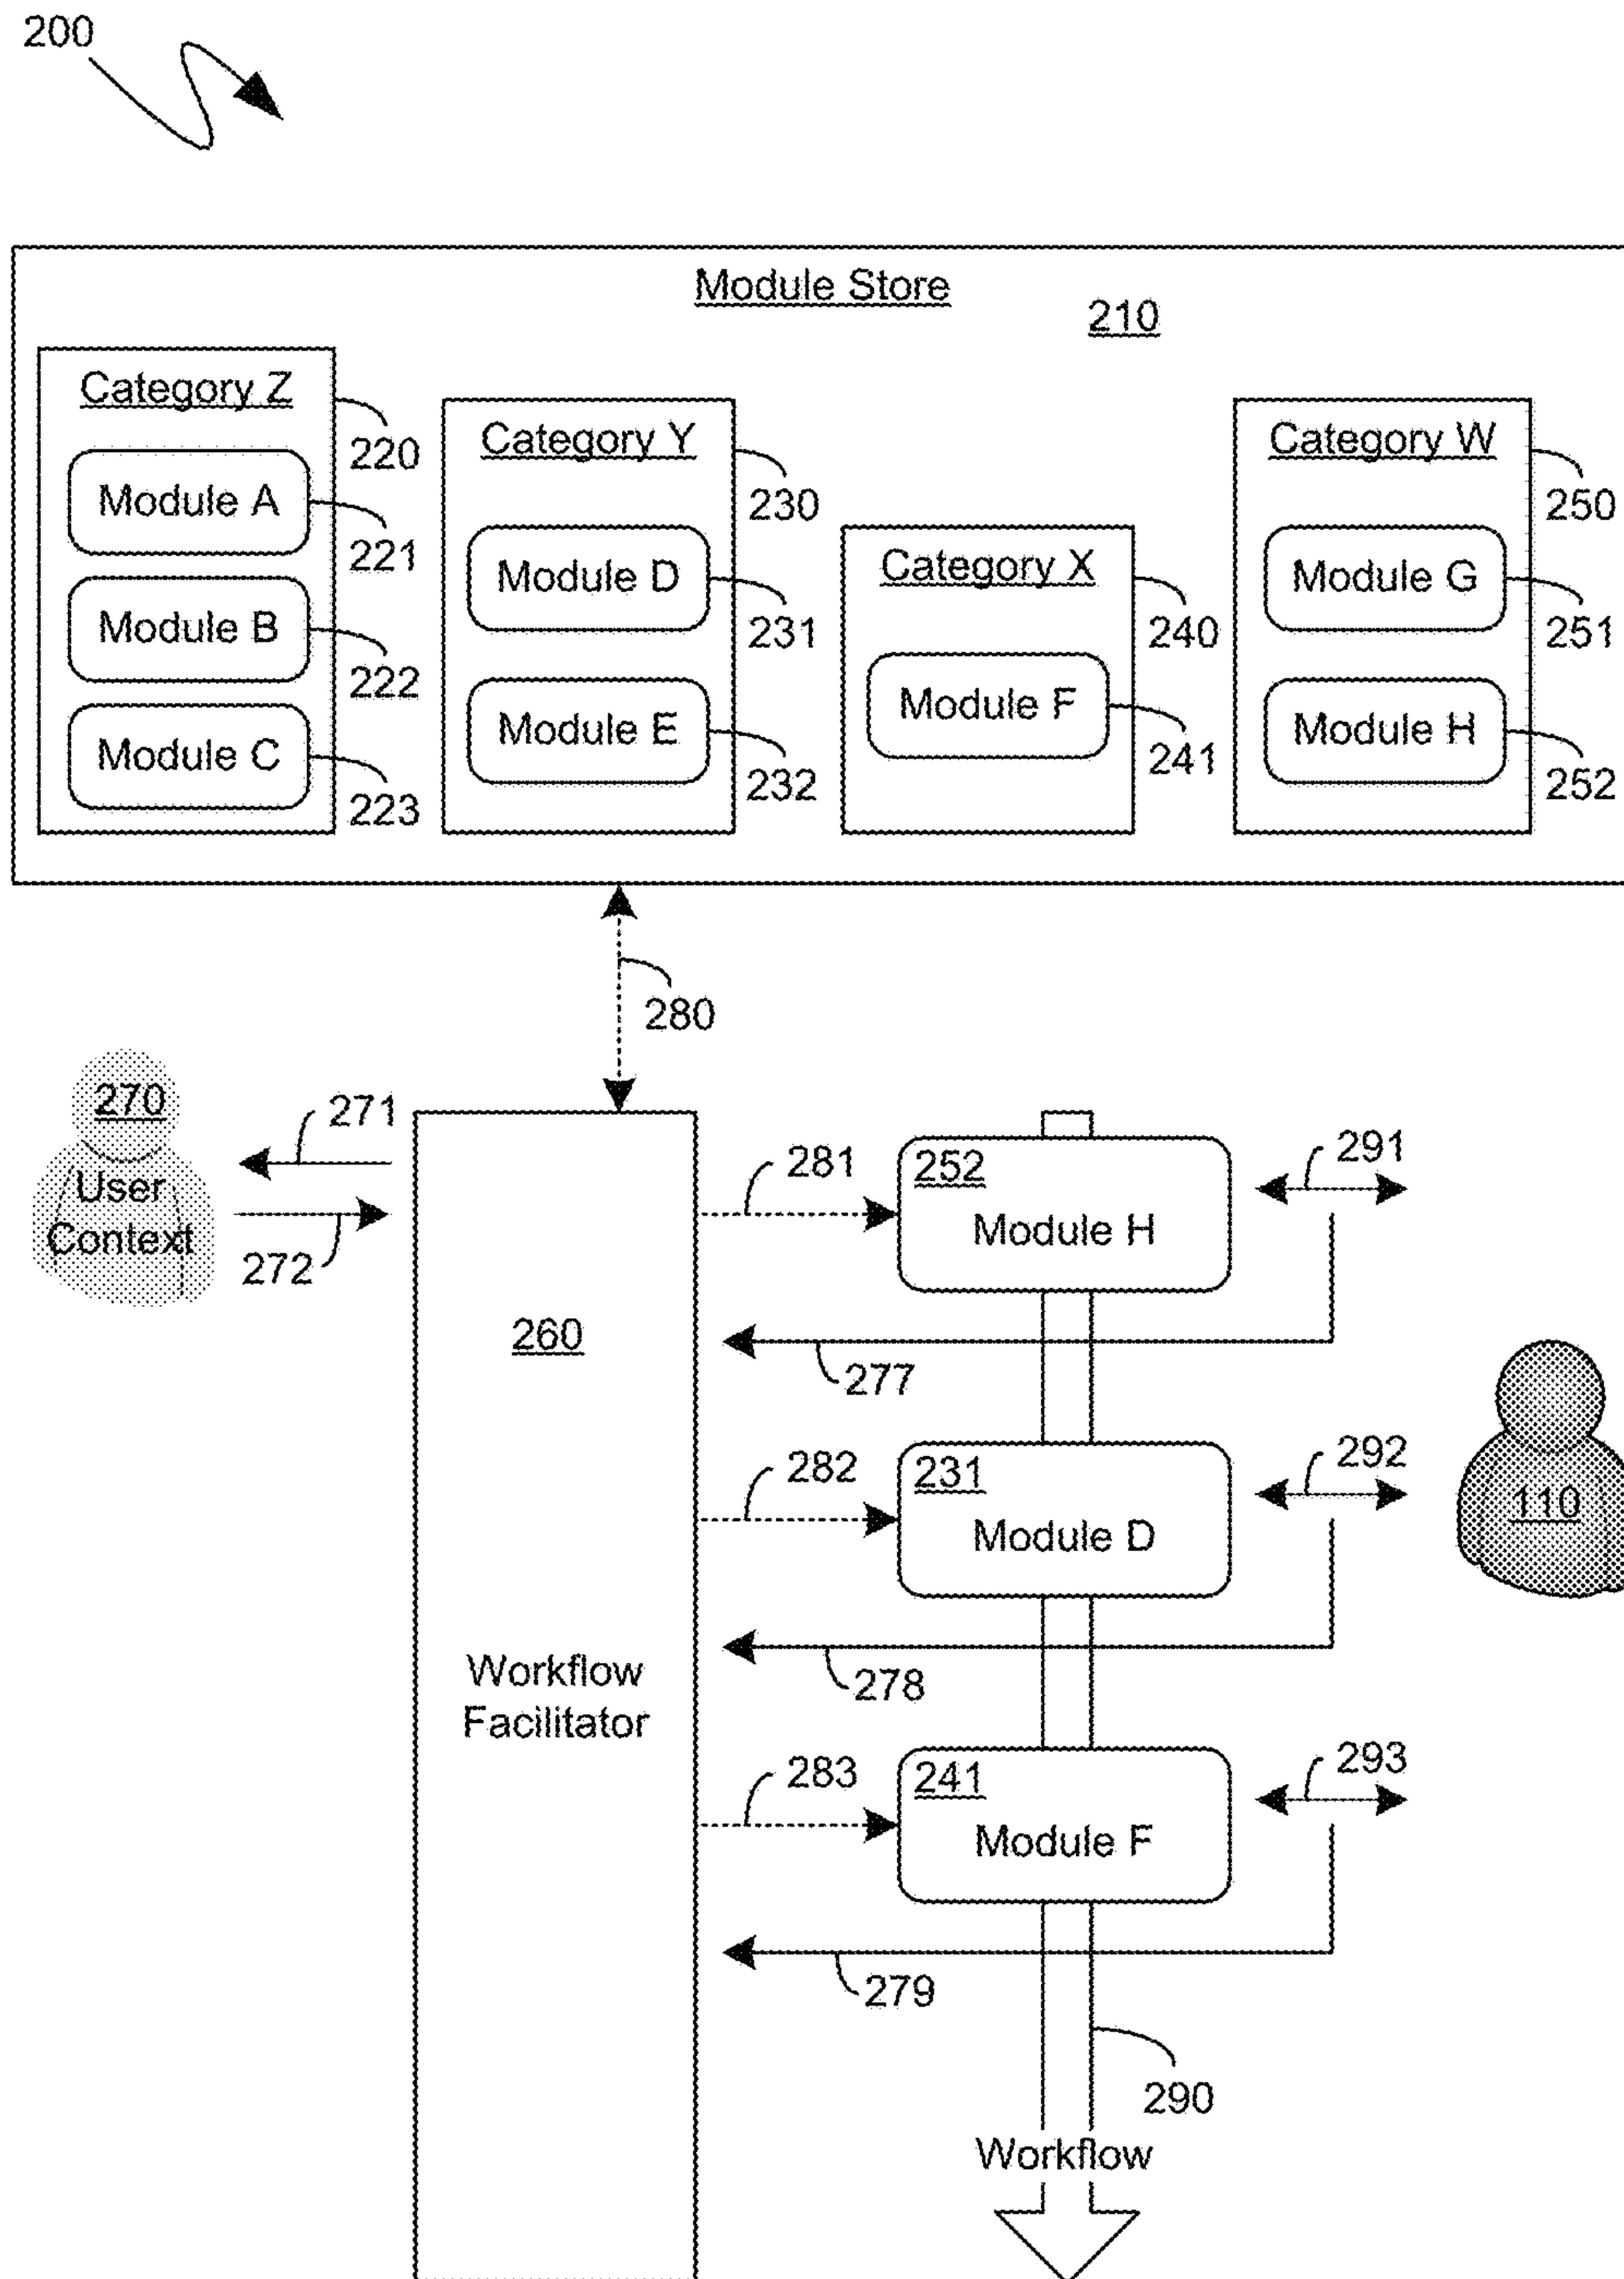 200
Module Store
210
Category Z
220
Module A
221
Module B
222
Module C
223
Category Y
230
Module D
231
Module E
232
Category X
240
Module F
241
Category W
250
Module G
251
Module H
252
280
270
User
Context
271
272
260
Workflow
Facilitator
281
252
Module H
291
277
282
231
Module D
292
110
278
283
241
Module F
293
279
290
Workflow